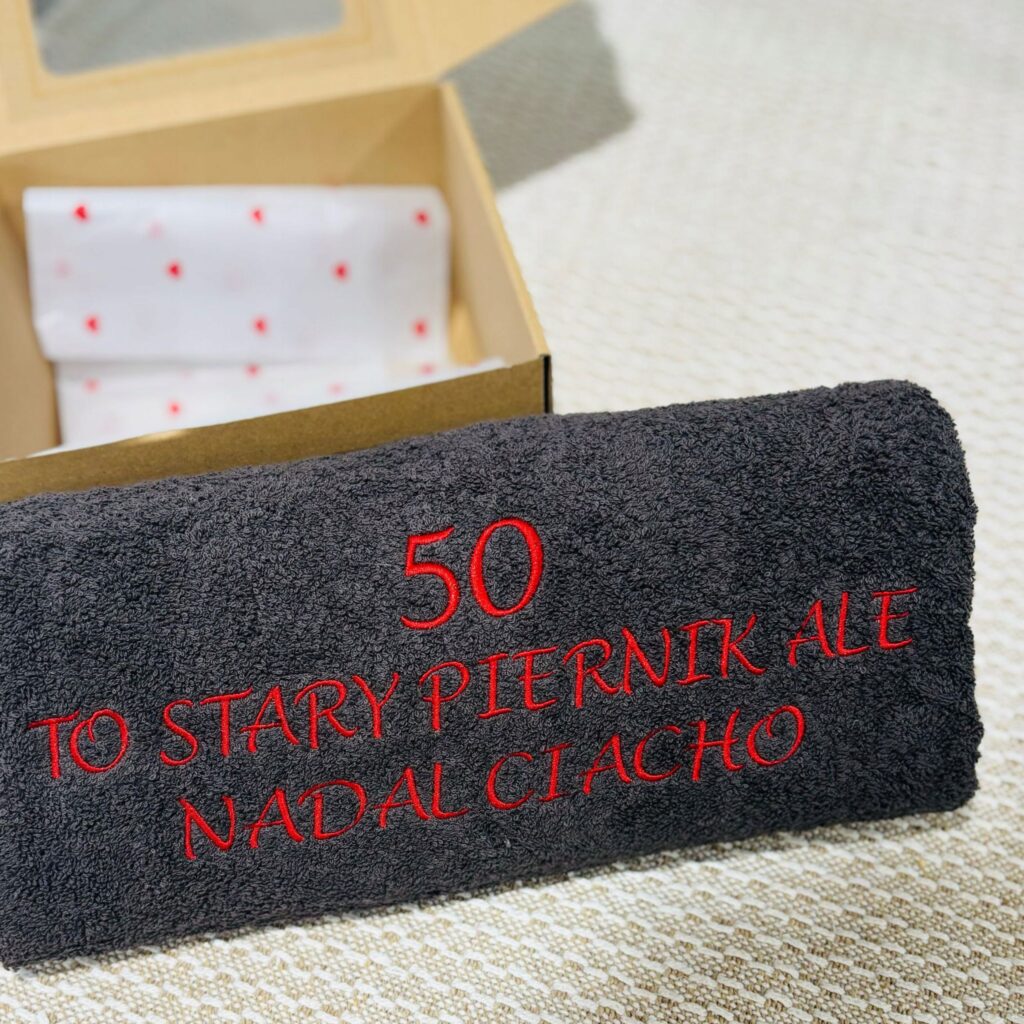 50
TO STARY PIERNIK ALE
NADAL CIACHO